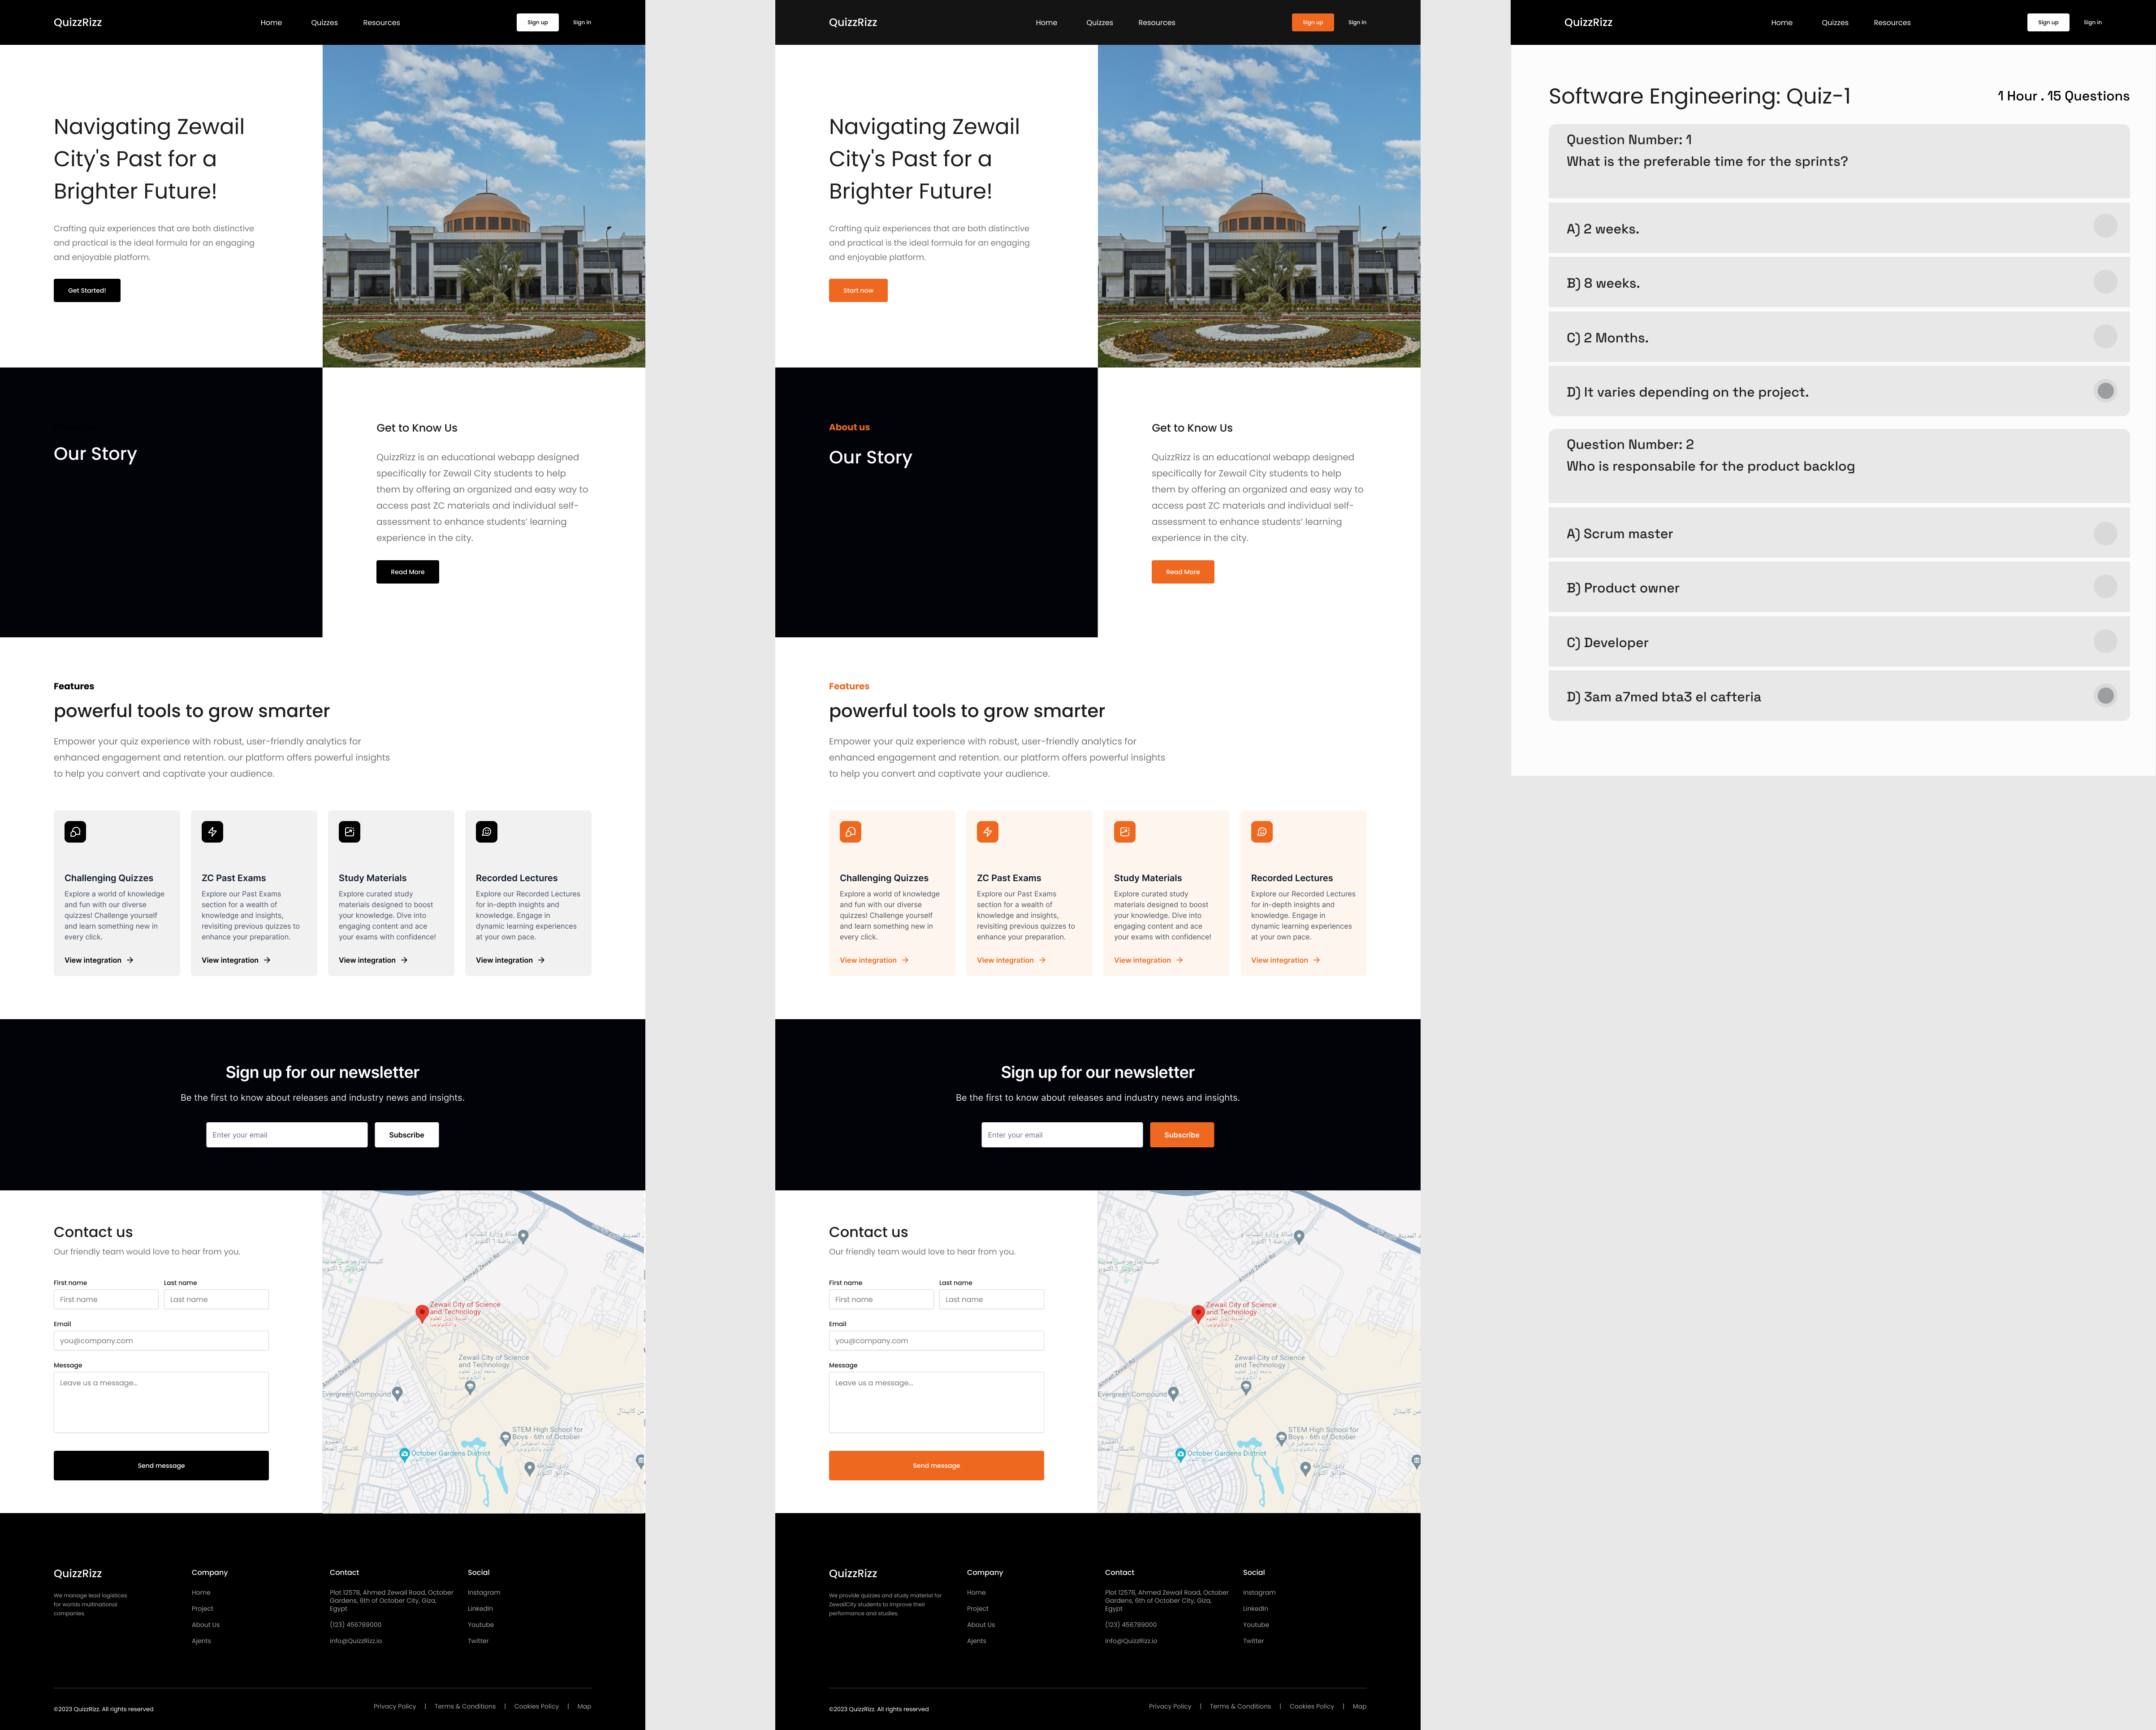 QuizzRizz
Home Quizzes Resources
Sign up Sign in
Navigating Zewail
City's Past for a
Brighter Future!
Crafting quiz experiences that are both distinctive
and practical is the ideal formula for an engaging
and enjoyable platform.
Get Started!
Our Story
Get to Know Us
QuizzRizz is an educational webapp designed
specifically for Zewail City students to help
them by offering an organized and easy way to
access past ZC materials and individual self-
assessment to enhance students' learning
experience in the city.
Read More
Features
powerful tools to grow smarter
Empower your quiz experience with robust, user-friendly analytics for
enhanced engagement and retention. our platform offers powerful insights
to help you convert and captivate your audience.
Challenging Quizzes
Explore a world of knowledge
and fun with our diverse
quizzes! Challenge yourself
and learn something new in
every click.
View integration →
ZC Past Exams
Explore our Past Exams
section for a wealth of
knowledge and insights,
revisiting previous quizzes to
enhance your preparation.
View integration →
Study Materials
Explore curated study
materials designed to boost
your knowledge. Dive into
engaging content and ace
your exams with confidence!
View integration →
Recorded Lectures
Explore our Recorded Lectures
for in-depth insights and
knowledge. Engage in
dynamic learning experiences
at your own pace.
View integration →
Sign up for our newsletter
Be the first to know about releases and industry news and insights.
Enter your email
Subscribe
Contact us
Our friendly team would love to hear from you.
First name Last name
First name Last name
Email
you@company.com
Message
Leave us a message...
Send message
Ahmed Zewail Rd
Zewail City of Science
and Technology
Zewail City of Science
and Technology
Ahmed Zewail Rd
Evergreen Compound
STEM High School for
Boys - 6th of October
October Gardens District
QuizzRizz
We manage lead logistics
for worlds multinational
companies.
Company
Home
Project
About Us
Ajents
Contact
Plot 12578, Ahmed Zewail Road, October
Gardens, 6th of October City, Giza,
Egypt
(123) 456789000
info@QuizzRizz.io
Social
Instagram
LinkedIn
Youtube
Twitter
©2023 QuizzRizz. All rights reserved
Privacy Policy | Terms & Conditions | Cookies Policy | Map
QuizzRizz
Home Quizzes Resources
Sign up Sign in
Navigating Zewail
City's Past for a
Brighter Future!
Crafting quiz experiences that are both distinctive
and practical is the ideal formula for an engaging
and enjoyable platform.
Start now
About us
Our Story
Get to Know Us
QuizzRizz is an educational webapp designed
specifically for Zewail City students to help
them by offering an organized and easy way to
access past ZC materials and individual self-
assessment to enhance students' learning
experience in the city.
Read More
Features
powerful tools to grow smarter
Empower your quiz experience with robust, user-friendly analytics for
enhanced engagement and retention. our platform offers powerful insights
to help you convert and captivate your audience.
Challenging Quizzes
Explore a world of knowledge
and fun with our diverse
quizzes! Challenge yourself
and learn something new in
every click.
View integration →
ZC Past Exams
Explore our Past Exams
section for a wealth of
knowledge and insights,
revisiting previous quizzes to
enhance your preparation.
View integration →
Study Materials
Explore curated study
materials designed to boost
your knowledge. Dive into
engaging content and ace
your exams with confidence!
View integration →
Recorded Lectures
Explore our Recorded Lectures
for in-depth insights and
knowledge. Engage in
dynamic learning experiences
at your own pace.
View integration →
Sign up for our newsletter
Be the first to know about releases and industry news and insights.
Enter your email
Subscribe
Contact us
Our friendly team would love to hear from you.
First name Last name
First name Last name
Email
you@company.com
Message
Leave us a message...
Send message
Ahmed Zewail Rd
Zewail City of Science
and Technology
Zewail City of Science
and Technology
Ahmed Zewail Rd
Evergreen Compound
STEM High School for
Boys - 6th of October
October Gardens District
QuizzRizz
We provide quizzes and study material for
ZewailCity students to improve their
performance and studies.
Company
Home
Project
About Us
Ajents
Contact
Plot 12578, Ahmed Zewail Road, October
Gardens, 6th of October City, Giza,
Egypt
(123) 456789000
info@QuizzRizz.io
Social
Instagram
LinkedIn
Youtube
Twitter
©2023 QuizzRizz. All rights reserved
Privacy Policy | Terms & Conditions | Cookies Policy | Map
QuizzRizz
Home Quizzes Resources
Sign up Sign in
Software Engineering: Quiz-1
1 Hour . 15 Questions
Question Number: 1
What is the preferable time for the sprints?
A) 2 weeks.
B) 8 weeks.
C) 2 Months.
D) It varies depending on the project.
Question Number: 2
Who is responsabile for the product backlog
A) Scrum master
B) Product owner
C) Developer
D) 3am a7med bta3 el cafteria